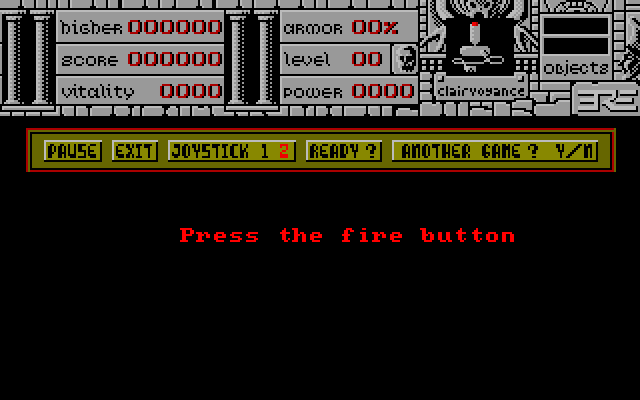 higher 000000
armor 00%
score 000000
level 00
vitality 0000
power 0000
clairvoyance
objects
ERE
PAUSE EXIT JOYSTICK 1 2 READY ? ANOTHER GAME ? Y/N
Press the fire button